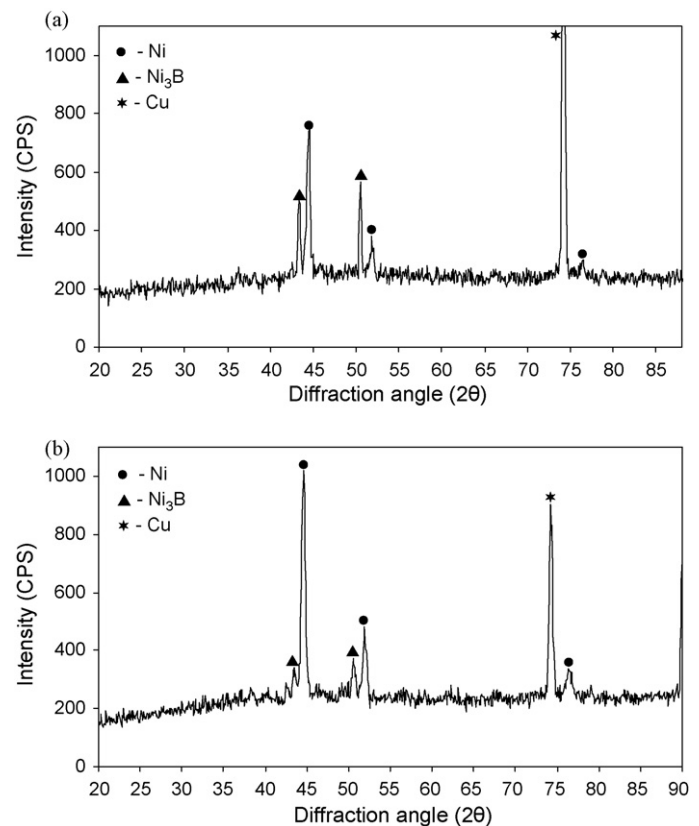 (a)
1000
800
600
400
200
0
Intensity (CPS)
- Ni
- Ni₃B
- Cu
20 25 30 35 40 45 50 55 60 65 70 75 80 85
Diffraction angle (2θ)
(b)
1000
800
600
400
200
0
Intensity (CPS)
- Ni
- Ni₃B
- Cu
20 25 30 35 40 45 50 55 60 65 70 75 80 85 90
Diffraction angle (2θ)